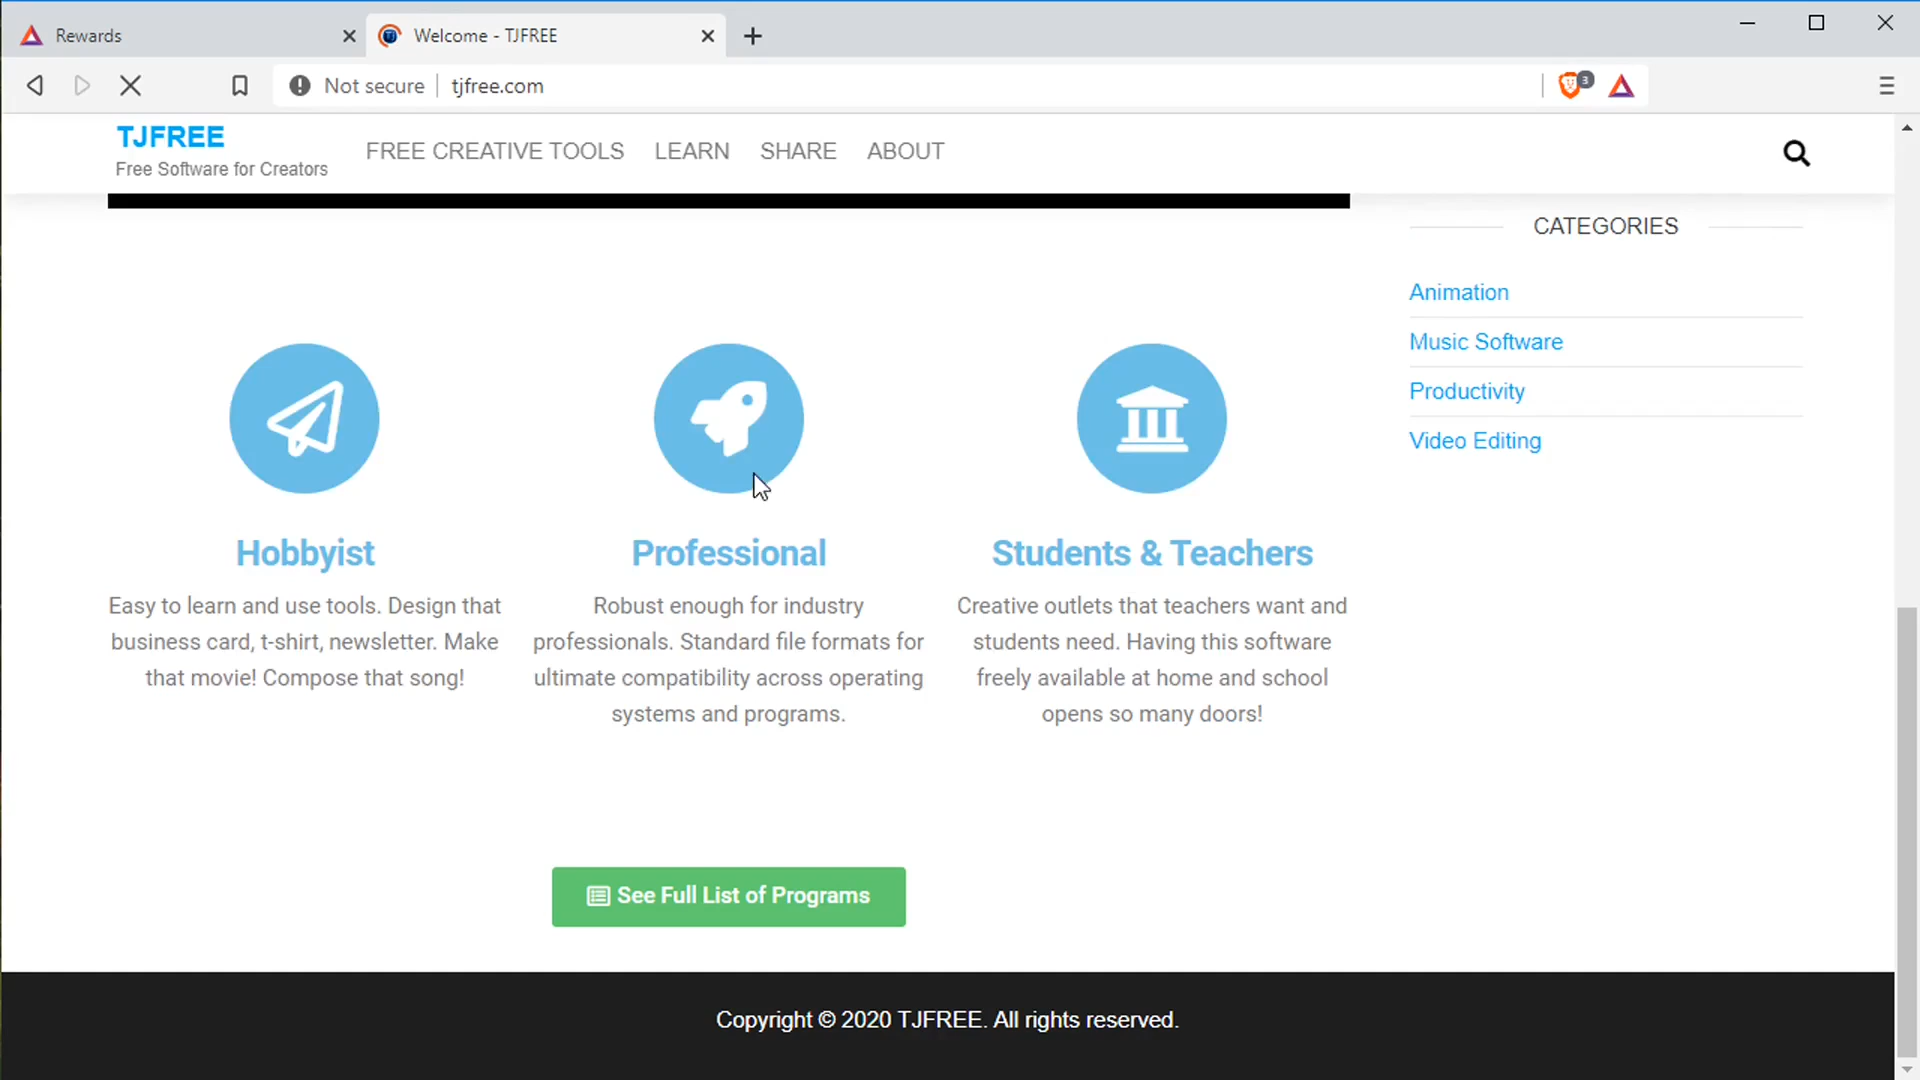 Rewards
Welcome - TJFREE
Not secure
tjfree.com
3
TJFREE
Free Software for Creators
FREE CREATIVE TOOLS
LEARN
SHARE
ABOUT
CATEGORIES
Animation
Music Software
Productivity
Video Editing
Hobbyist
Easy to learn and use tools. Design that
business card, t-shirt, newsletter. Make
that movie! Compose that song!
Professional
Robust enough for industry
professionals. Standard file formats for
ultimate compatibility across operating
systems and programs.
Students & Teachers
Creative outlets that teachers want and
students need. Having this software
freely available at home and school
opens so many doors!
See Full List of Programs
Copyright © 2020 TJFREE. All rights reserved.